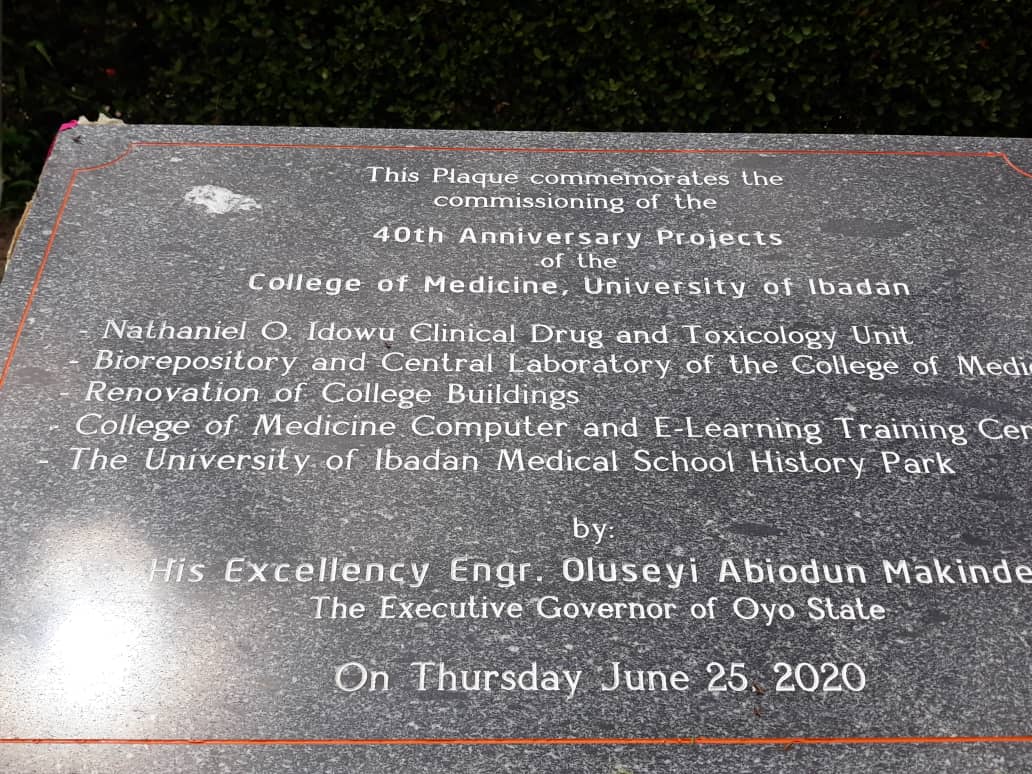 This Plaque commemorates the
commissioning of the
40th Anniversary Projects
of the
College of Medicine, University of Ibadan
- Nathaniel O. Idowu Clinical Drug and Toxicology Unit
- Biorepository and Central Laboratory of the College of
- Renovation of College Buildings
- College of Medicine Computer and E-Learning Training
- The University of Ibadan Medical School History Park
by:
His Excellency Engr. Oluseyi Abiodun Makinde
The Executive Governor of Oyo State
On Thursday June 25, 2020